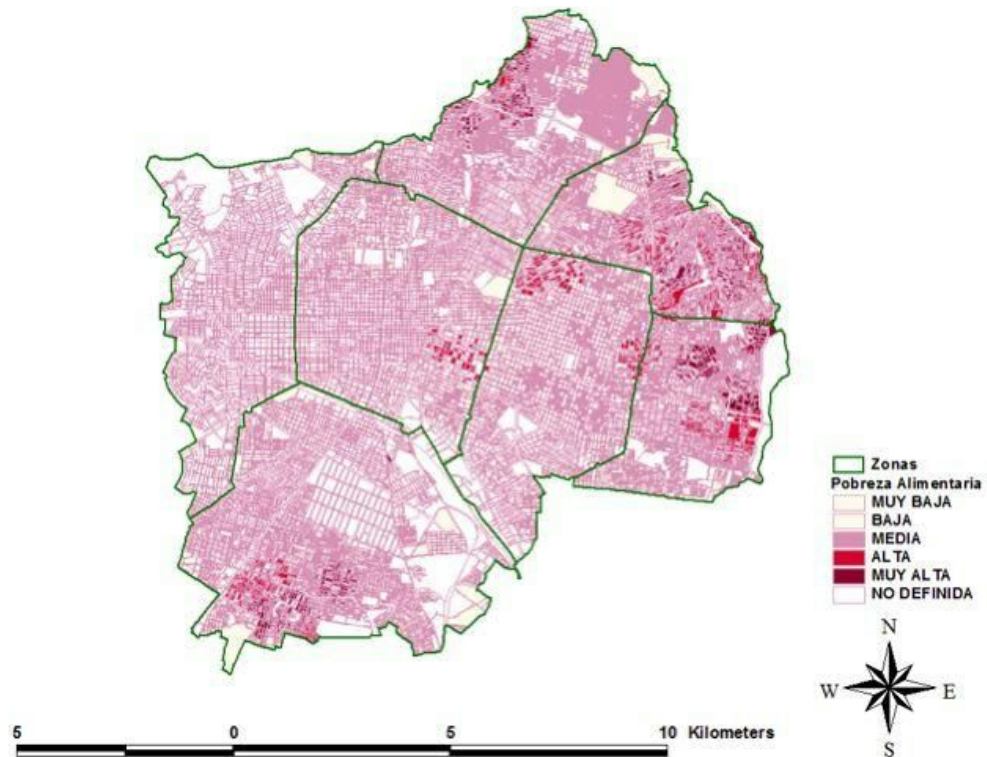 Zonas
Pobreza Alimentaria
MUY BAJA
BAJA
MEDIA
ALTA
MUY ALTA
NO DEFINIDA
N
W E
S
5 0 5 10 Kilometers